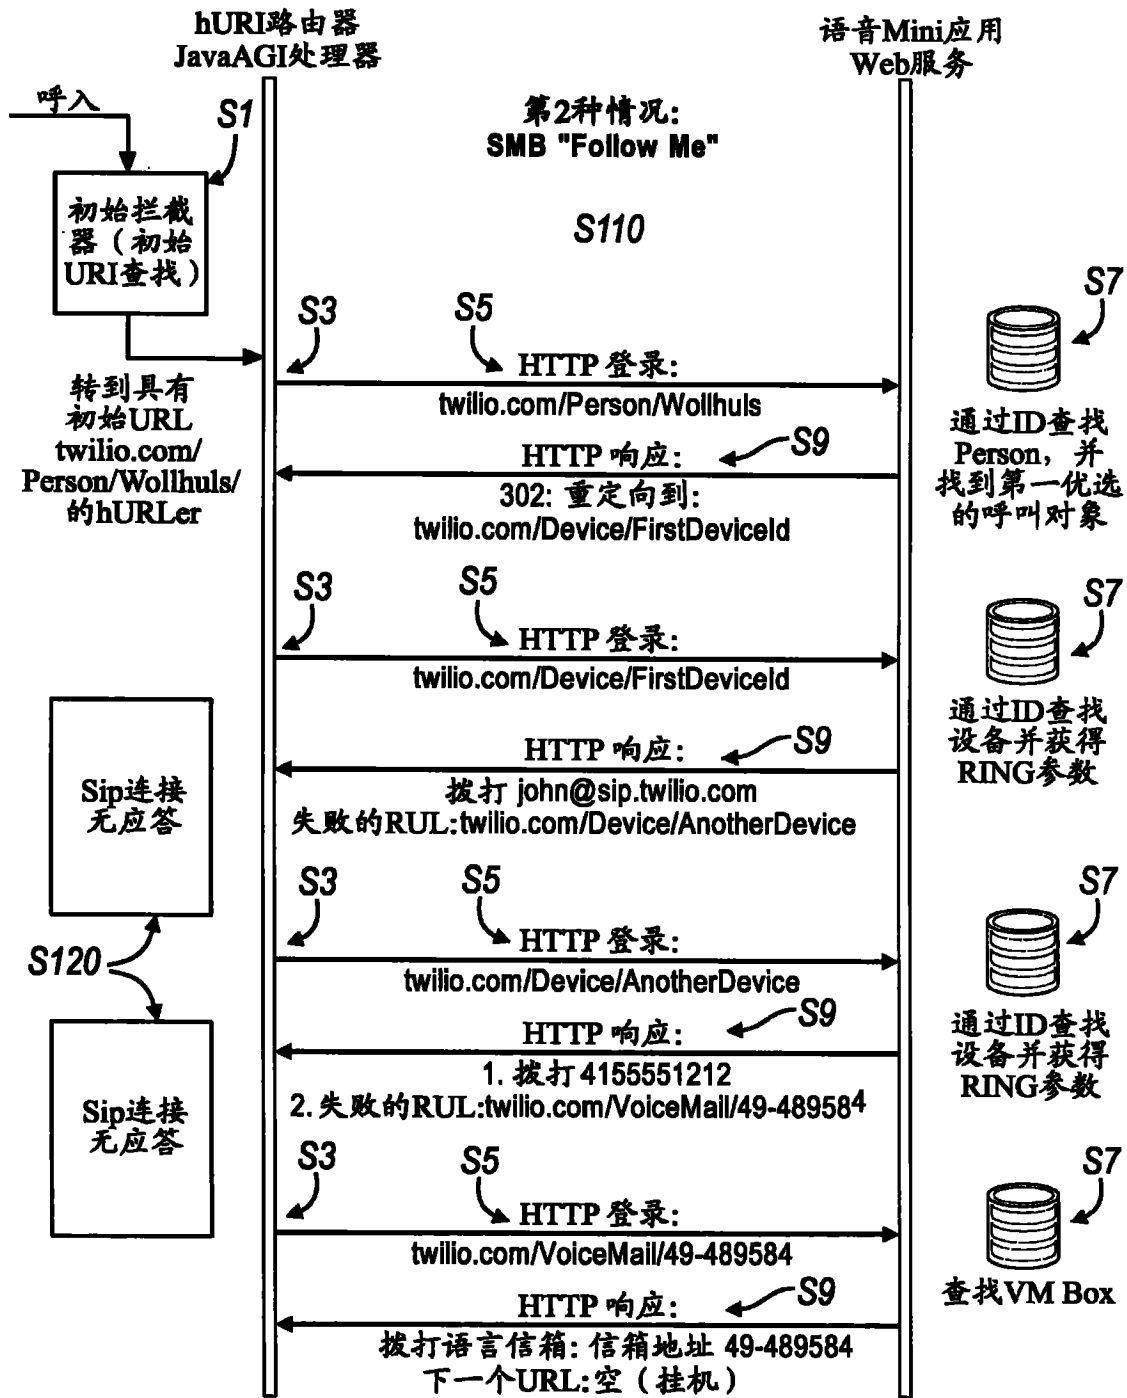 hURI路由器
JavaAGI处理器
语音Mini应用
Web服务
呼入
S1
第2种情况:
SMB "Follow Me"
初始拦截
器（初始
URI查找）
S110
S3
S5
S7
HTTP 登录:
twilio.com/Person/Wollhuls
转到具有
初始URL
twilio.com/
Person/Wollhuls/
的hURLer
通过ID查找
Person，并
找到第一优选
的呼叫对象
HTTP 响应:
S9
302: 重定向到:
twilio.com/Device/FirstDeviceId
S3
S5
S7
HTTP 登录:
twilio.com/Device/FirstDeviceId
通过ID查找
设备并获得
RING参数
HTTP 响应:
S9
拨打 john@sip.twilio.com
失败的RUL:twilio.com/Device/AnotherDevice
Sip连接
无应答
S3
S5
S7
HTTP 登录:
twilio.com/Device/AnotherDevice
S120
通过ID查找
设备并获得
RING参数
HTTP 响应:
S9
1. 拨打 4155551212
2. 失败的RUL:twilio.com/VoiceMail/49-489584
Sip连接
无应答
S3
S5
S7
HTTP 登录:
twilio.com/VoiceMail/49-489584
查找VM Box
HTTP 响应:
S9
拨打语言信箱: 信箱地址 49-489584
下一个URL:空（挂机）